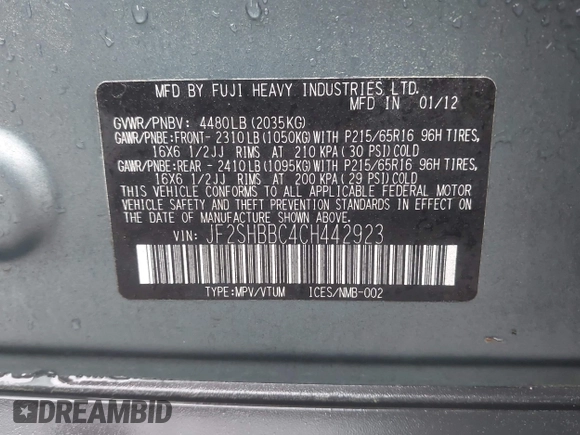 MFD BY FUJI HEAVY INDUSTRIES LTD.
MFD IN 01/12
GVWR/PNBV: 4480LB(2035KG)
GAWR/PNBE:FRONT- 2310LB(1050KG)WITH P215/65R16 96H TIRES,
16X6 1/2JJ RIMS AT 210 KPA(30 PSI)COLD
GAWR/PNBE:REAR - 2410LB(1095KG)WITH P215/65R16 96H TIRES,
16X6 1/2JJ RIMS AT 200 KPA(29 PSI)COLD
THIS VEHICLE CONFORMS TO ALL APPLICABLE FEDERAL MOTOR
VEHICLE SAFETY AND THEFT PREVENTION STANDARDS IN EFFECT
ON THE DATE OF MANUFACTURE SHOWN ABOVE.
VIN: JF2SHBBC4CH442923
TYPE:MPV/VTUM ICES/NMB-002
DREAMBID